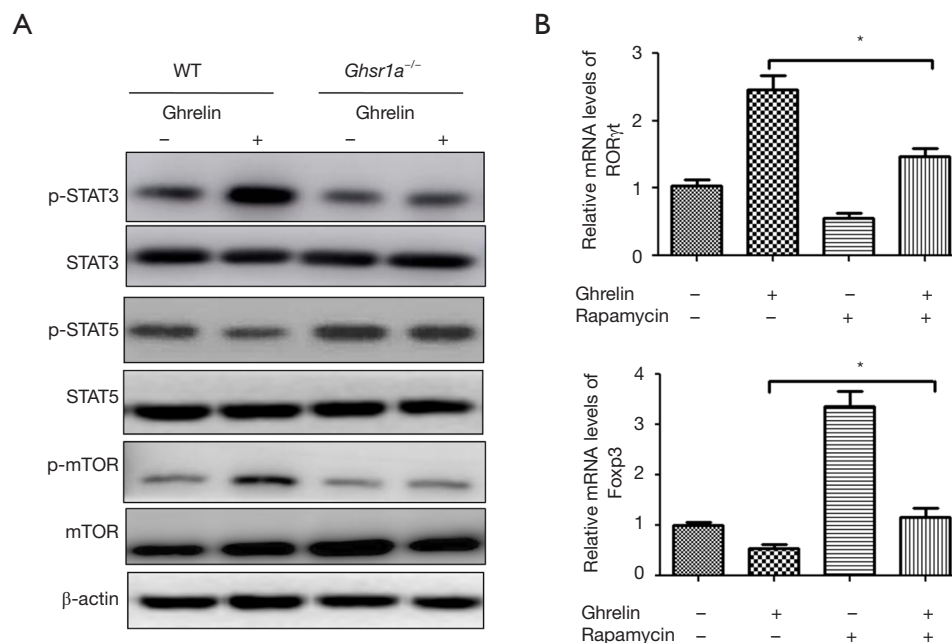 A
WT Ghsr1a−/−
Ghrelin Ghrelin
− + − +
p-STAT3
STAT3
p-STAT5
STAT5
p-mTOR
mTOR
β-actin
B
*
Relative mRNA levels of
RORγt
3
2
1
0
Ghrelin − + − +
Rapamycin − − + +
*
Relative mRNA levels of
Foxp3
4
3
2
1
0
Ghrelin − + − +
Rapamycin − − + +